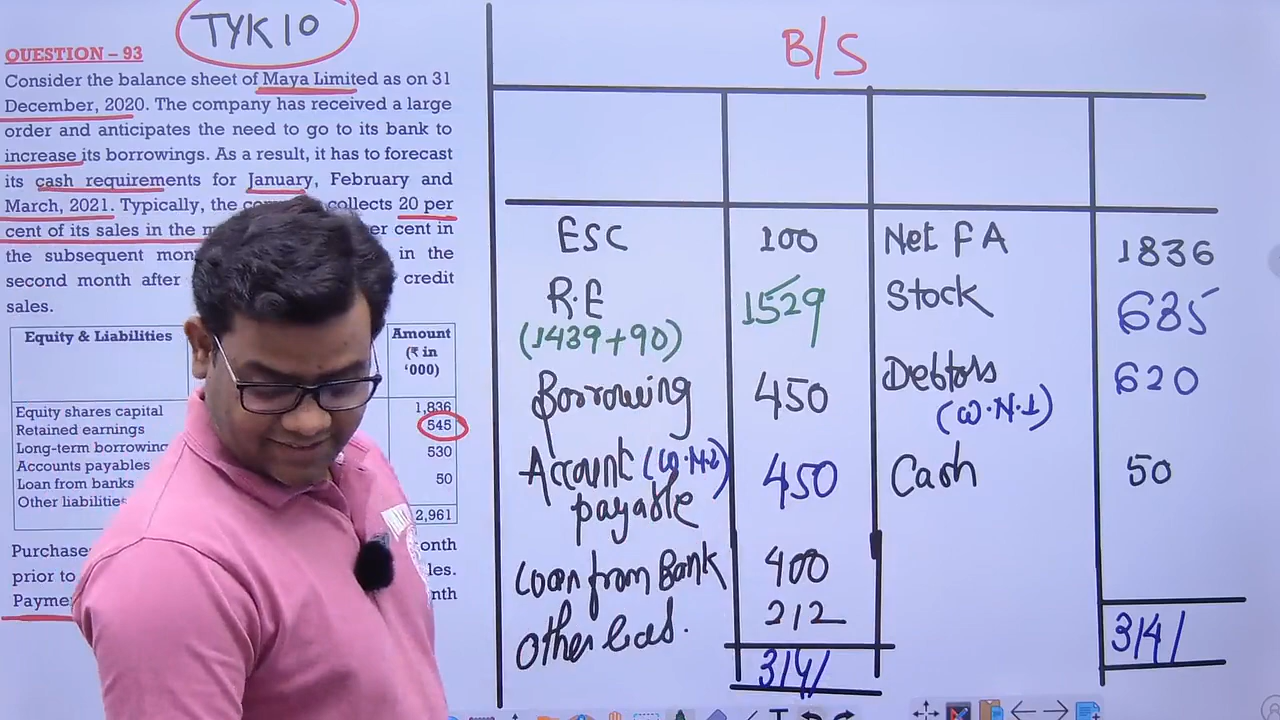 TYK 10
QUESTION – 93
Consider the balance sheet of Maya Limited as on 31
December, 2020. The company has received a large
order and anticipates the need to go to its bank to
increase its borrowings. As a result, it has to forecast
its cash requirements for January, February and
March, 2021. Typically, the collects 20 per
cent of its sales in the cent in
the subsequent in the
second month after credit
sales.
Equity & Liabilities Amount
(₹ in
‘000)
Equity shares capital 1,836
Retained earnings 545
Long-term borrowing 530
Accounts payables
Loan from banks 50
Other liabilities
2,961
Purchase
prior to
Payme
B/S
ESC 100 Net FA 1836
R.E 1529 Stock 635
(1439+90)
Borrowing 450 Debtors 620
(W.N.1)
Account (W.N.2) 450 Cash 50
payable
Loan from Bank 400
Other liab. 212
3141 3141